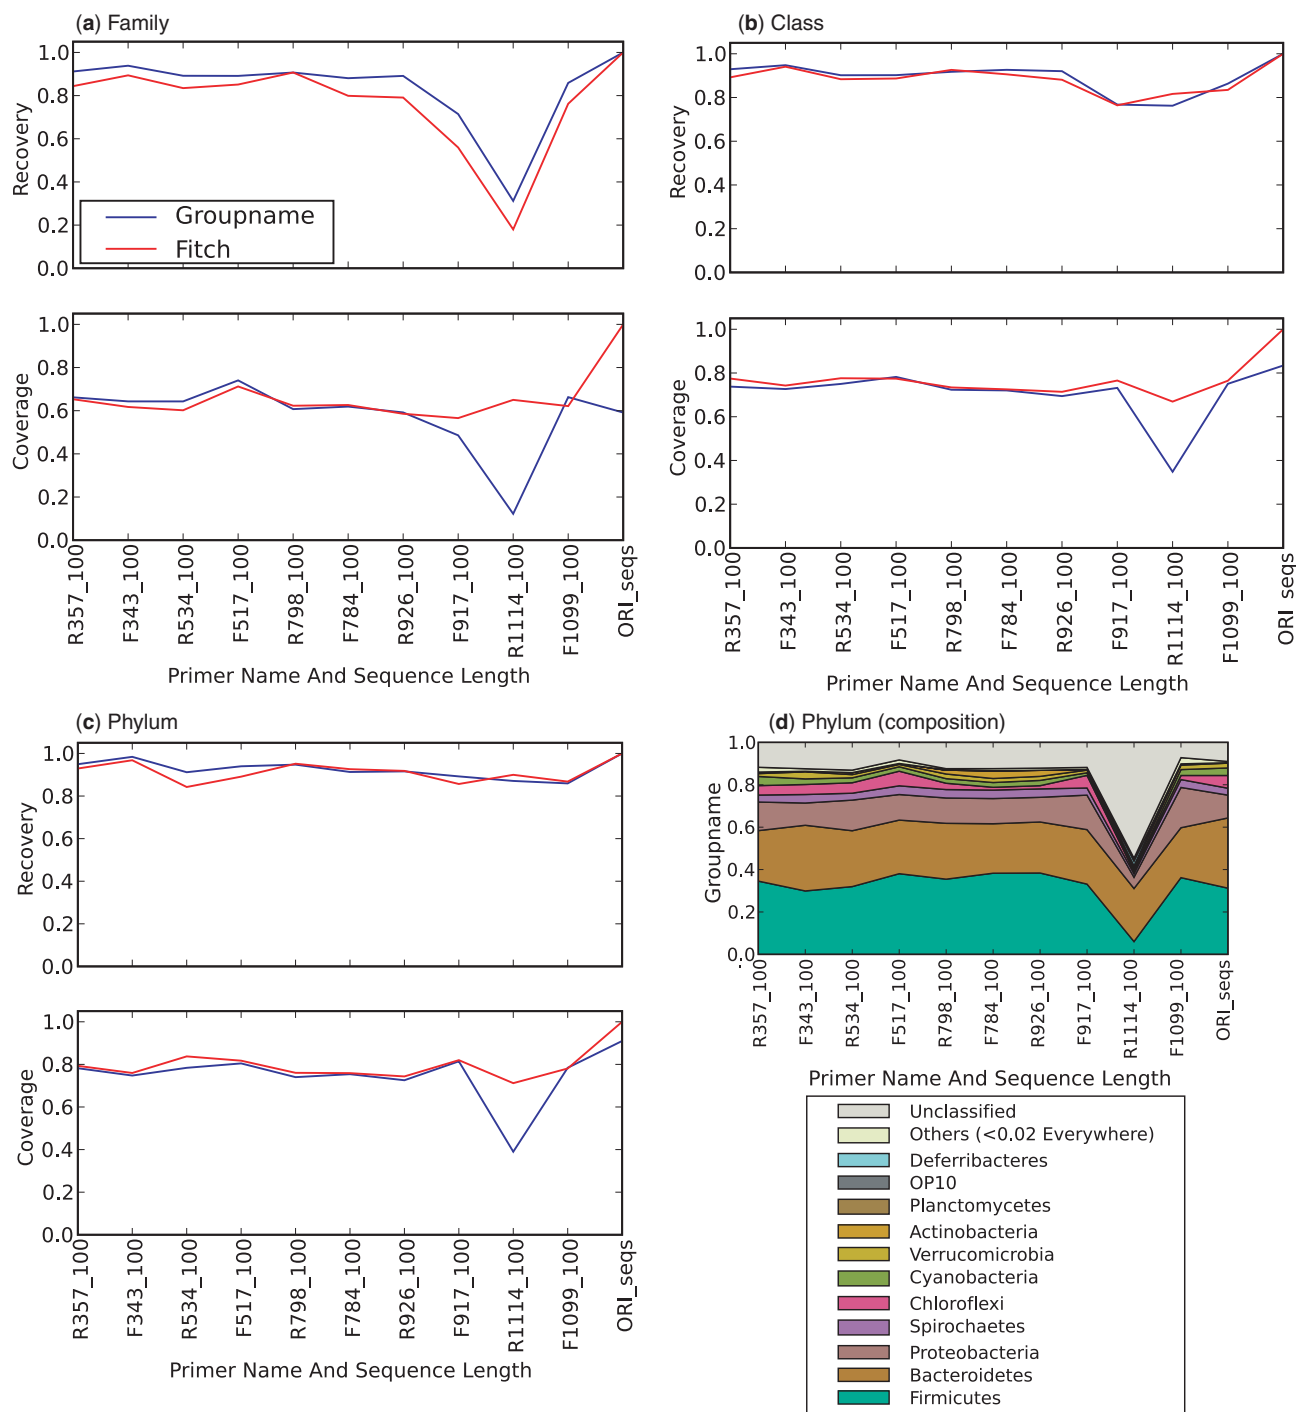 (a) Family
1.0
0.8
0.6
0.4
0.2
0.0
Recovery
Groupname
Fitch
1.0
0.8
0.6
0.4
0.2
0.0
Coverage
R357_100
F343_100
R534_100
F517_100
R798_100
F784_100
R926_100
F917_100
R1114_100
F1099_100
ORI_seqs
Primer Name And Sequence Length
(b) Class
1.0
0.8
0.6
0.4
0.2
0.0
Recovery
1.0
0.8
0.6
0.4
0.2
0.0
Coverage
R357_100
F343_100
R534_100
F517_100
R798_100
F784_100
R926_100
F917_100
R1114_100
F1099_100
ORI_seqs
Primer Name And Sequence Length
(c) Phylum
1.0
0.8
0.6
0.4
0.2
0.0
Recovery
1.0
0.8
0.6
0.4
0.2
0.0
Coverage
R357_100
F343_100
R534_100
F517_100
R798_100
F784_100
R926_100
F917_100
R1114_100
F1099_100
ORI_seqs
Primer Name And Sequence Length
(d) Phylum (composition)
1.0
0.8
0.6
0.4
0.2
.0
Groupname
R357_100
F343_100
R534_100
F517_100
R798_100
F784_100
R926_100
F917_100
R1114_100
F1099_100
ORI_seqs
Primer Name And Sequence Length
Unclassified
Others (<0.02 Everywhere)
Deferribacteres
OP10
Planctomycetes
Actinobacteria
Verrucomicrobia
Cyanobacteria
Chloroflexi
Spirochaetes
Proteobacteria
Bacteroidetes
Firmicutes